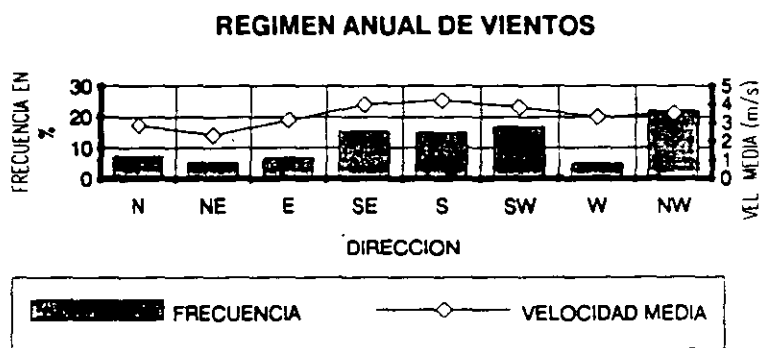 REGIMEN ANUAL DE VIENTOS
FRECUENCIA EN
%
30
20
10
0
5
4
3
2
1
0
VEL MEDIA (m/s)
N NE E SE S SW W NW
DIRECCION
FRECUENCIA VELOCIDAD MEDIA